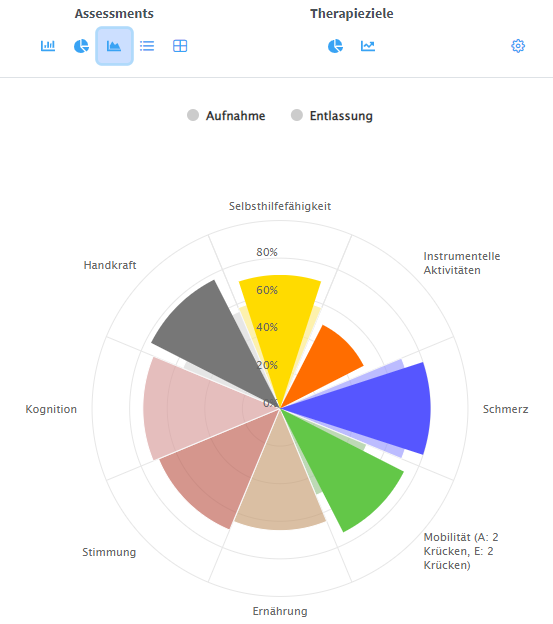 Assessments
Therapieziele
Aufnahme
Entlassung
Selbsthilfefähigkeit
80%
Handkraft
Instrumentelle
Aktivitäten
60%
40%
20%
0%
Kognition
Schmerz
Stimmung
Mobilität (A: 2
Krücken, E: 2
Krücken)
Ernährung